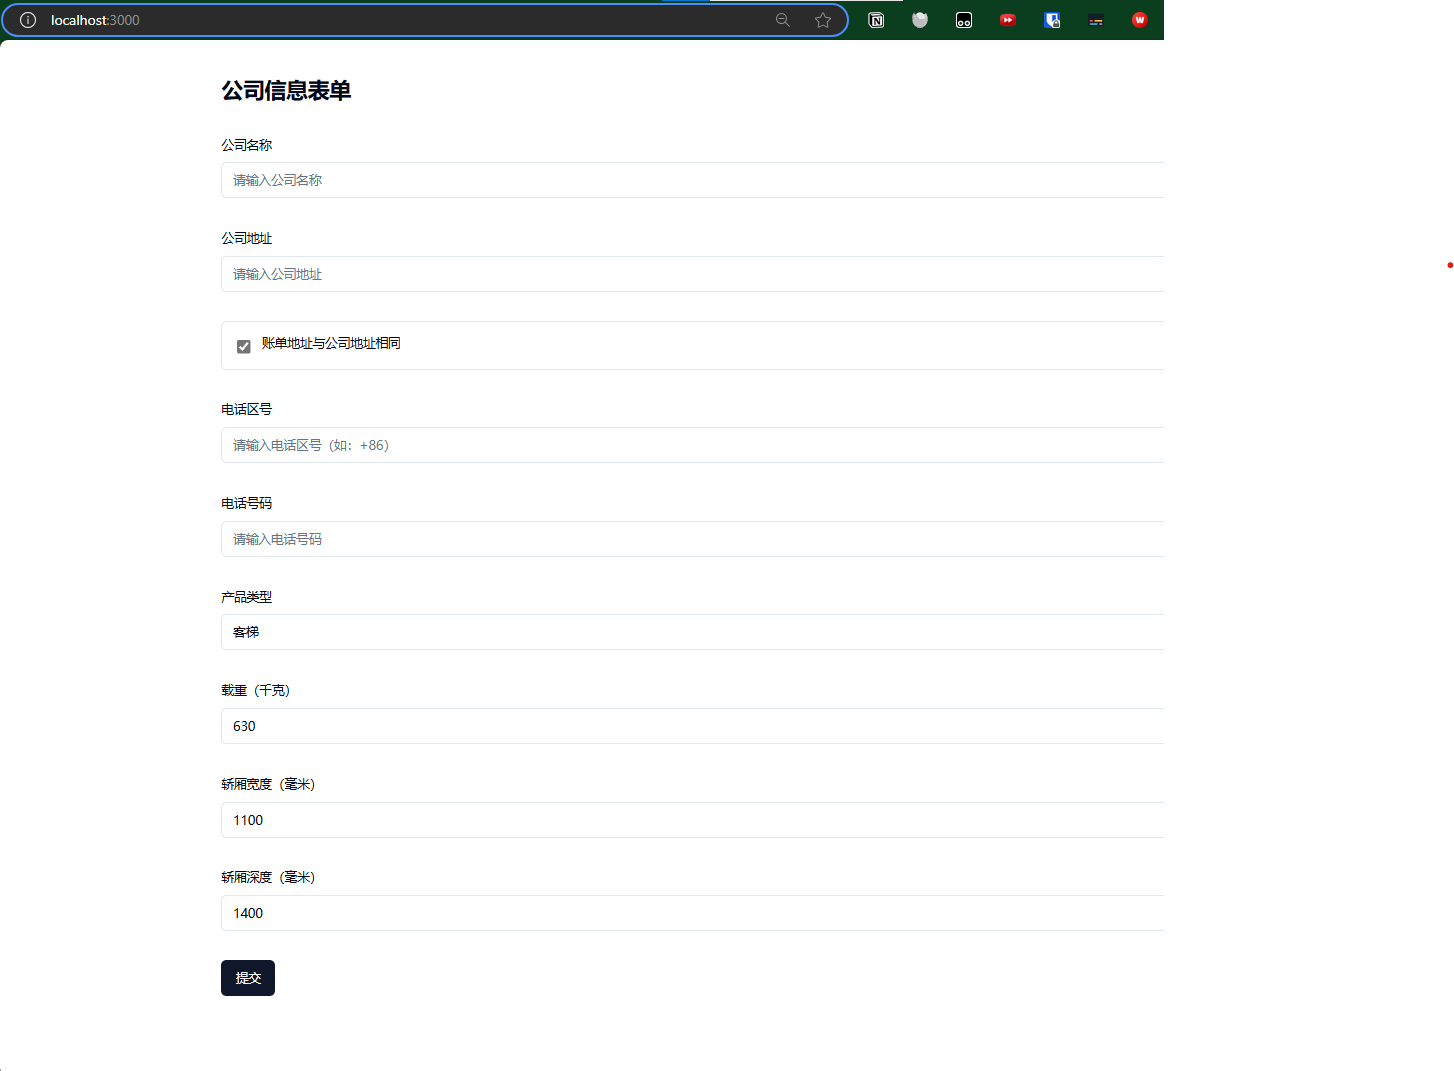 localhost:3000
公司信息表单
公司名称
请输入公司名称
公司地址
请输入公司地址
账单地址与公司地址相同
电话区号
请输入电话区号（如：+86）
电话号码
请输入电话号码
产品类型
客梯
载重（千克）
630
轿厢宽度（毫米）
1100
轿厢深度（毫米）
1400
提交